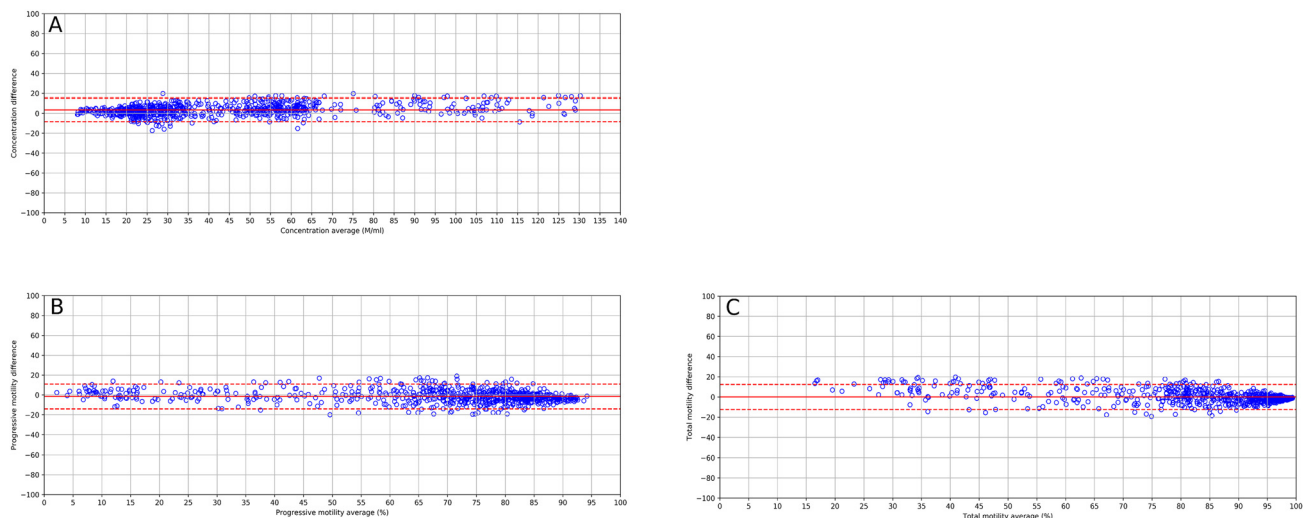 A
Concentration difference
100
80
60
40
20
0
−20
−40
−60
−80
−100
0 5 10 15 20 25 30 35 40 45 50 55 60 65 70 75 80 85 90 95 100 105 110 115 120 125 130 135 140
Concentration average (M/ml)
B
Progressive motility difference
100
80
60
40
20
0
−20
−40
−60
−80
−100
0 5 10 15 20 25 30 35 40 45 50 55 60 65 70 75 80 85 90 95 100
Progressive motility average (%)
C
Total motility difference
100
80
60
40
20
0
−20
−40
−60
−80
−100
0 5 10 15 20 25 30 35 40 45 50 55 60 65 70 75 80 85 90 95 100
Total motility average (%)